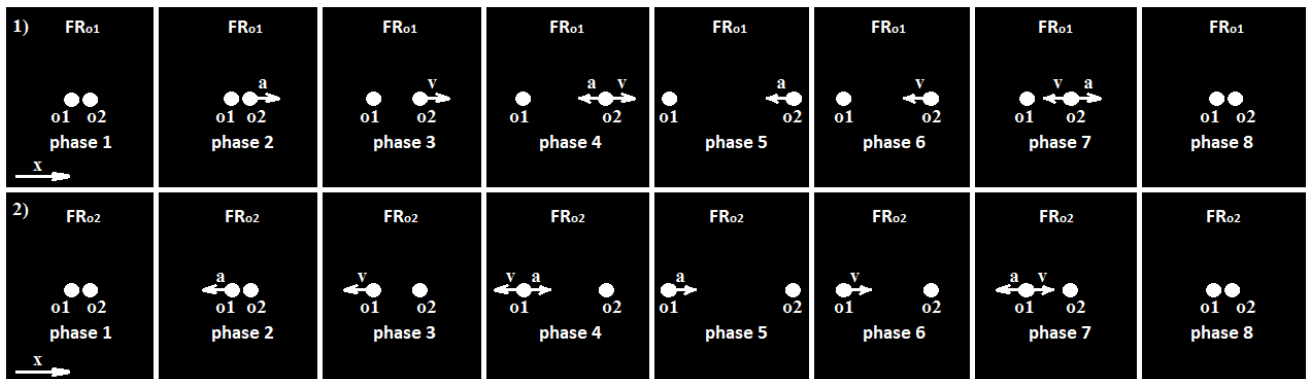 1) FRo1 FRo1 FRo1 FRo1 FRo1 FRo1 FRo1 FRo1
a v a v a v v a
o1 o2 o1 o2 o1 o2 o1 o2 o1 o2 o1 o2 o1 o2 o1 o2
phase 1 phase 2 phase 3 phase 4 phase 5 phase 6 phase 7 phase 8
x
2) FRo2 FRo2 FRo2 FRo2 FRo2 FRo2 FRo2 FRo2
a v v a a v a v
o1 o2 o1 o2 o1 o2 o1 o2 o1 o2 o1 o2 o1 o2 o1 o2
phase 1 phase 2 phase 3 phase 4 phase 5 phase 6 phase 7 phase 8
x